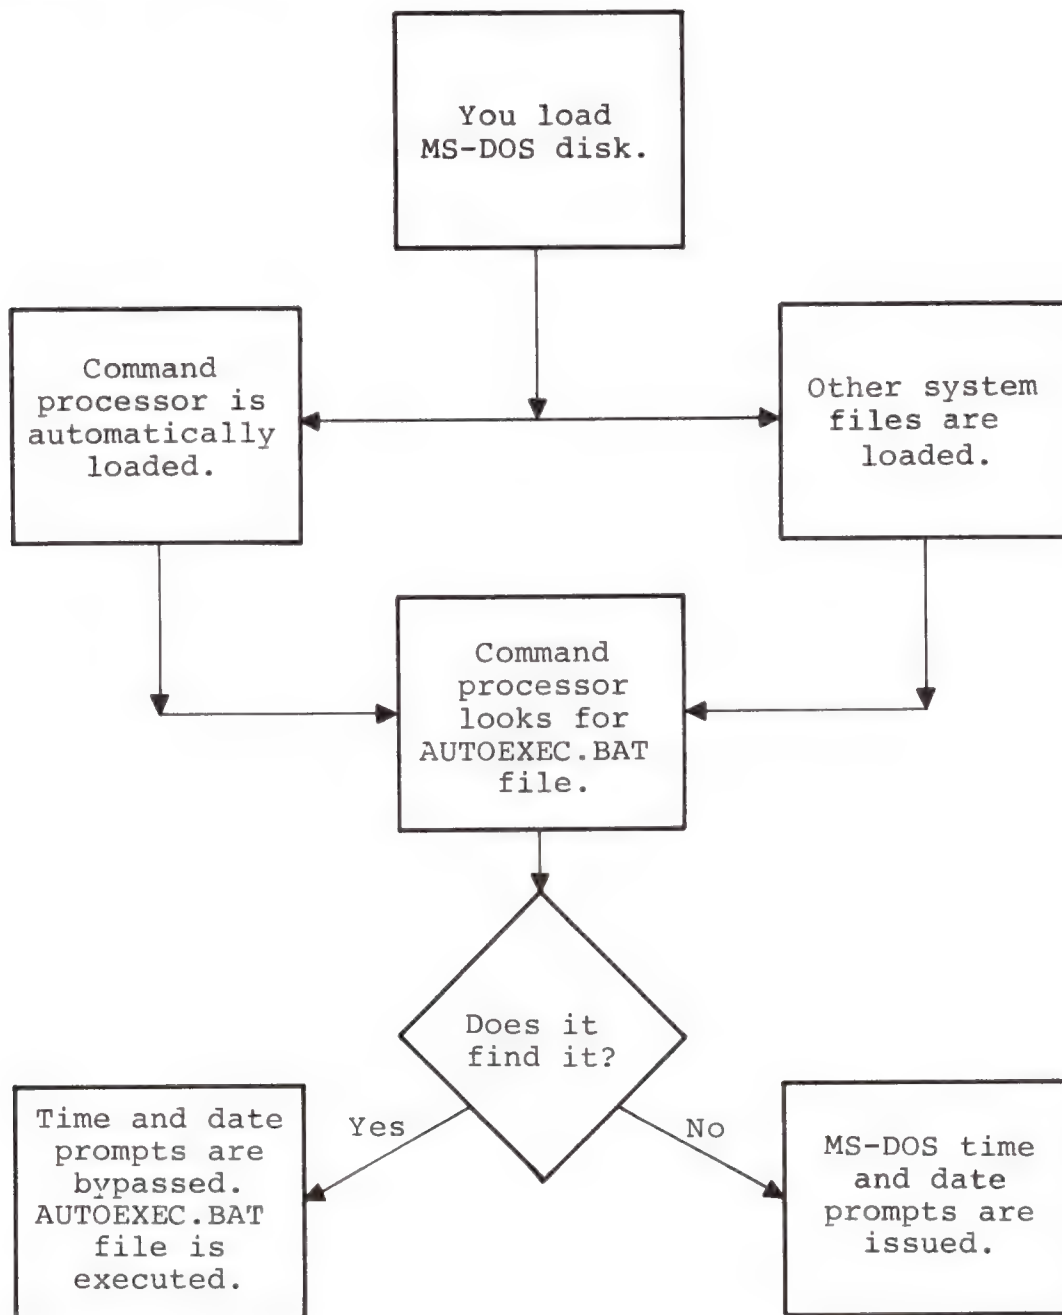 You load
MS-DOS disk.
Command
processor is
automatically
loaded.
Other system
files are
loaded.
Command
processor
looks for
AUTOEXEC.BAT
file.
Does it
find it?
Yes
No
Time and date
prompts are
bypassed.
AUTOEXEC.BAT
file is
executed.
MS-DOS time
and date
prompts are
issued.